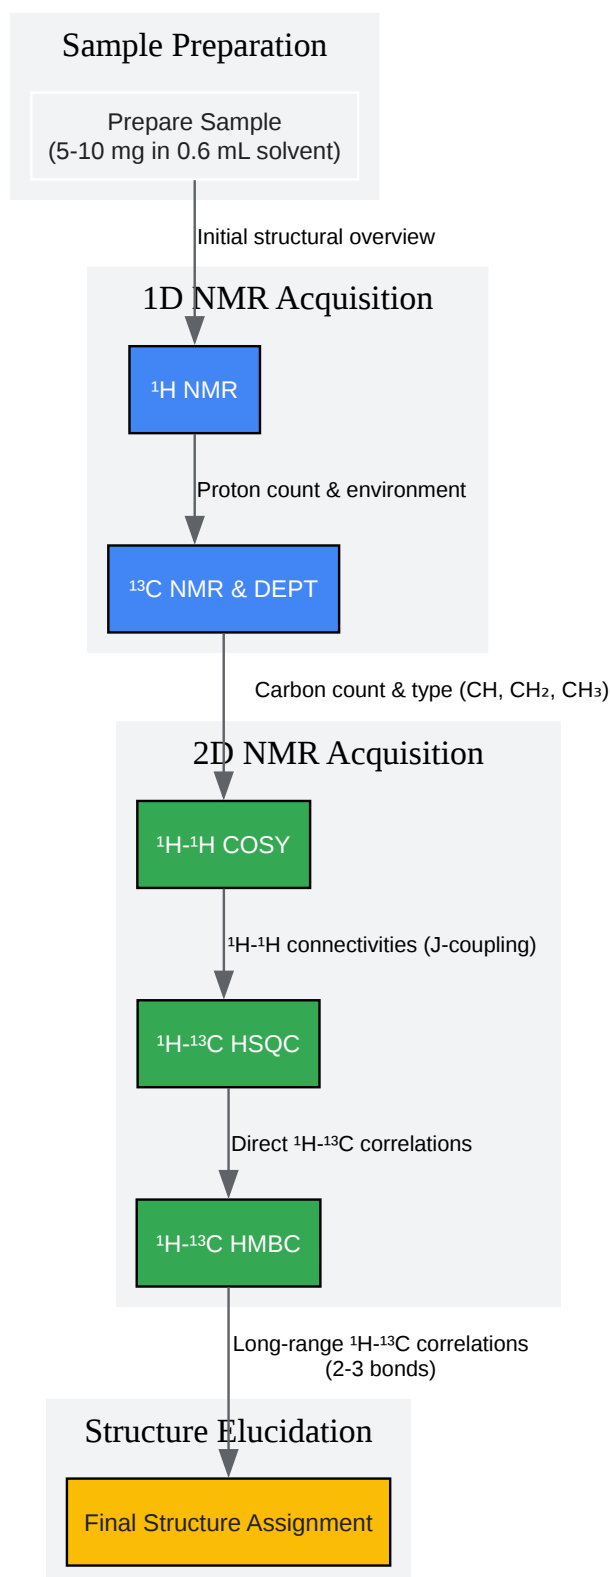 Sample Preparation
Prepare Sample
(5-10 mg in 0.6 mL solvent)
Initial structural overview
1D NMR Acquisition
¹H NMR
Proton count & environment
¹³C NMR & DEPT
Carbon count & type (CH, CH₂, CH₃)
2D NMR Acquisition
¹H-¹H COSY
¹H-¹H connectivities (J-coupling)
¹H-¹³C HSQC
Direct ¹H-¹³C correlations
¹H-¹³C HMBC
Long-range ¹H-¹³C correlations
(2-3 bonds)
Structure Elucidation
Final Structure Assignment